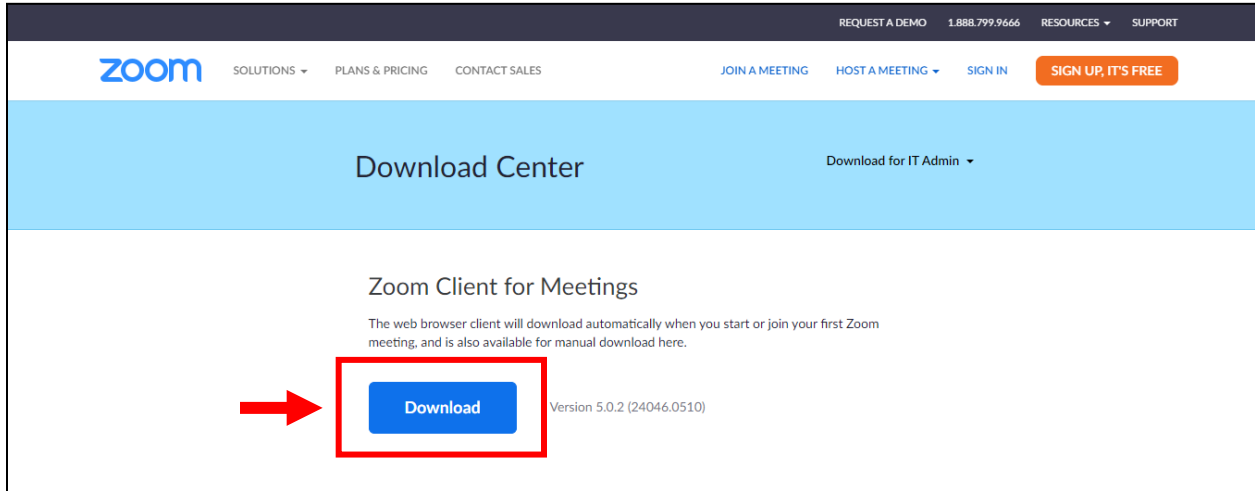 REQUEST A DEMO 1.888.799.9666 RESOURCES SUPPORT
zoom SOLUTIONS PLANS & PRICING CONTACT SALES JOIN A MEETING HOST A MEETING SIGN IN SIGN UP, IT'S FREE
Download Center Download for IT Admin
Zoom Client for Meetings
The web browser client will download automatically when you start or join your first Zoom
meeting, and is also available for manual download here.
Download Version 5.0.2 (24046.0510)